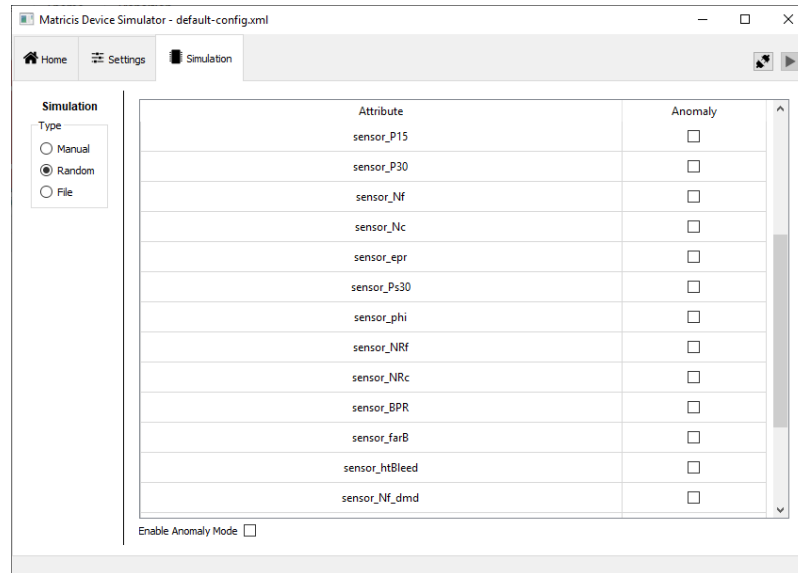 Matricis Device Simulator - default-config.xml
Home Settings Simulation
Simulation
Type
Manual
Random
File
Attribute Anomaly
sensor_P15
sensor_P30
sensor_Nf
sensor_Nc
sensor_epr
sensor_Ps30
sensor_phi
sensor_NRf
sensor_NRc
sensor_BPR
sensor_farB
sensor_htBleed
sensor_Nf_dmd
Enable Anomaly Mode